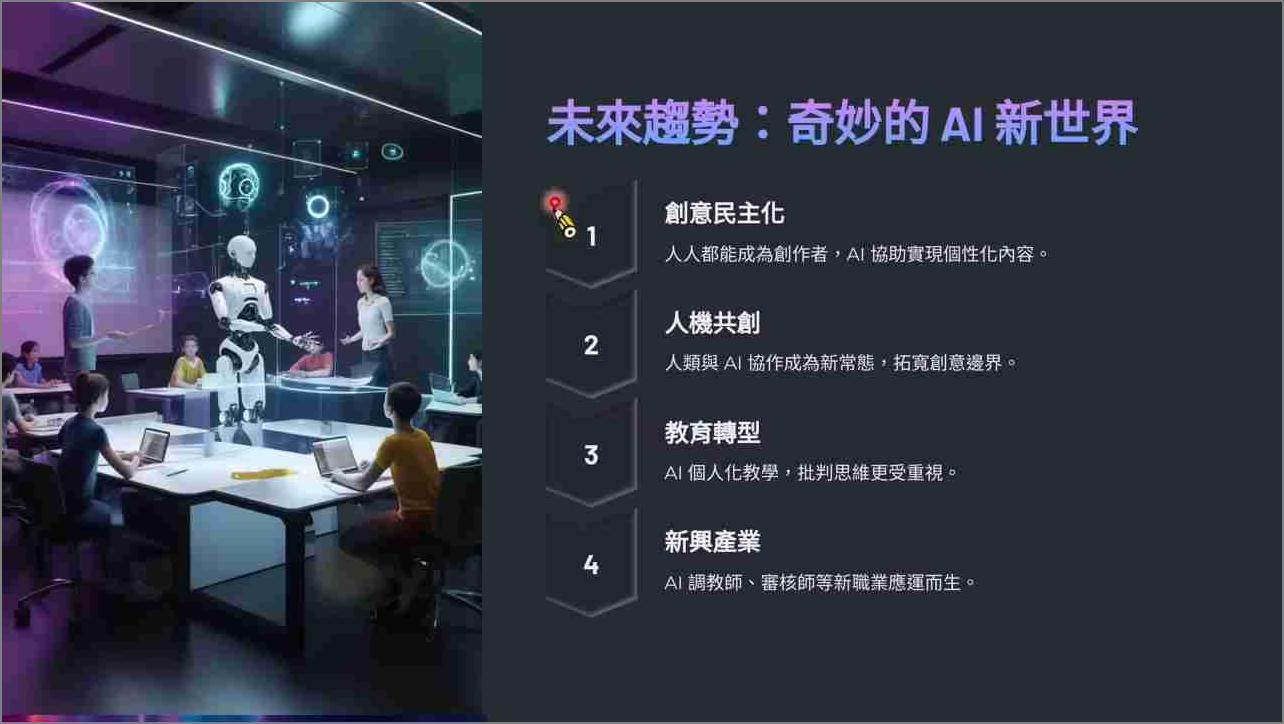 未來趨勢：奇妙的 AI 新世界
1
創意民主化
人人都能成為創作者，AI 協助實現個性化內容。
2
人機共創
人類與 AI 協作成為新常態，拓寬創意邊界。
3
教育轉型
AI 個人化教學，批判思維更受重視。
4
新興產業
AI 調教師、審核師等新職業應運而生。